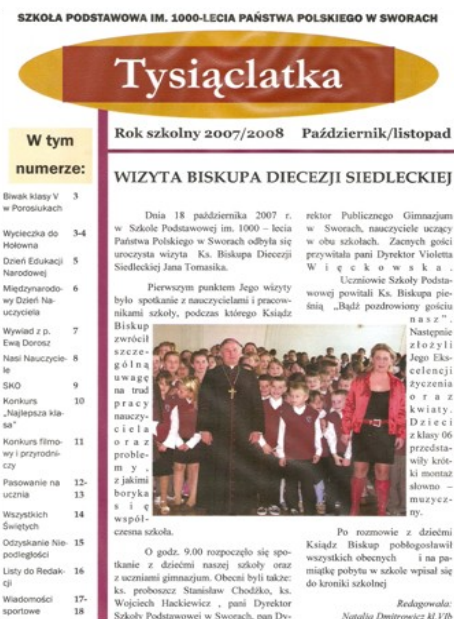 SZKOŁA PODSTAWOWA IM. 1000-LECIA PAŃSTWA POLSKIEGO W SWORACH
Tysiąclatka
Rok szkolny 2007/2008 Październik/listopad
W tym
numerze:
Biwak klasy V 3
w Porosiukach
Wycieczka do 3-4
Hołowna
Dzień Edukacji 5
Narodowej
Międzynarodo- 6
wy Dzień Na-
uczyciela
Wywiad z p. 7
Ewą Dorosz
Nasi Nauczycie- 8
le
SKO 9
Konkurs 10
„Najlepsza kla-
sa"
Konkurs filmo- 11
wy i przyrodni-
czy
Pasowanie na 12-
ucznia 13
Wszystkich 14
Świętych
Odzyskanie Nie- 15
podległości
Listy do Redak- 16
cji
Wiadomości 17-
sportowe 18
WIZYTA BISKUPA DIECEZJI SIEDLECKIEJ
Dnia 18 października 2007 r.
w Szkole Podstawowej im. 1000 – lecia
Państwa Polskiego w Sworach odbyła się
uroczysta wizyta Ks. Biskupa Diecezji
Siedleckiej Jana Tomasika.
Pierwszym punktem Jego wizyty
było spotkanie z nauczycielami i pracow-
nikami szkoły, podczas którego Ksiądz
Biskup
zwrócił
szcze-
gólną
uwagę
na trud
pracy
nauczy-
ciela
oraz
proble-
my ,
z jakimi
boryka
się
współ-
czesna szkoła.
O godz. 9.00 rozpoczęło się spo-
tkanie z dziećmi naszej szkoły oraz
z uczniami gimnazjum. Obecni byli także:
ks. proboszcz Stanisław Chodźko, ks.
Wojciech Hackiewicz , pani Dyrektor
Szkoły Podstawowej w Sworach, pan Dy-
rektor Publicznego Gimnazjum
w Sworach, nauczyciele uczący
w obu szkołach. Zacnych gości
przywitała pani Dyrektor Violetta
Więckowska.
Uczniowie Szkoły Podsta-
wowej powitali Ks. Biskupa pie-
śnią „Bądź pozdrowiony gościu
nasz".
Następnie
złożyli
Jego Eks-
celencji
życzenia
oraz
kwiaty.
Dzieci
z klasy 06
przedsta-
wiły krót-
ki montaż
słowno –
muzycz-
ny.
Po rozmowie z dziećmi
Ksiądz Biskup pobłogosławił
wszystkich obecnych i na pa-
miątkę pobytu w szkole wpisał się
do kroniki szkolnej
Redagowała:
Natalia Dmitrowicz kl.VIb